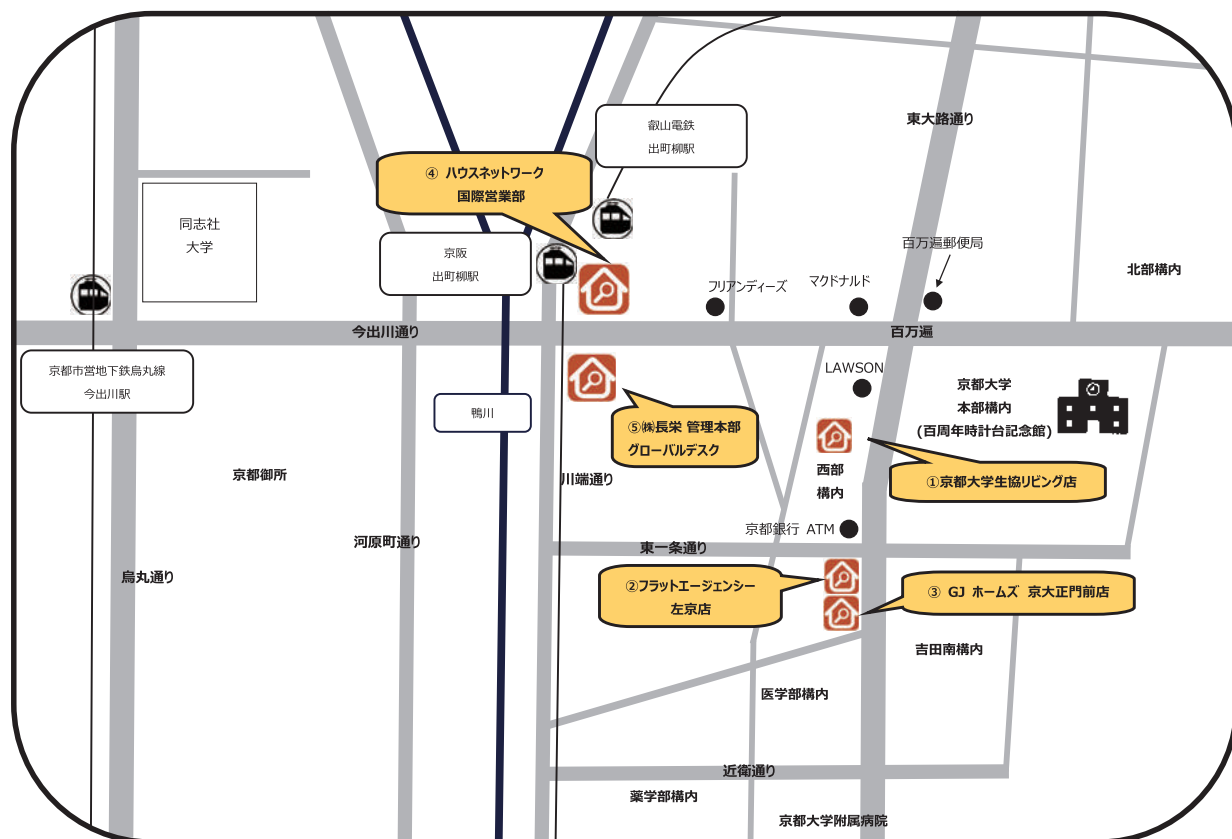 叡山電鉄
出町柳駅
東大路通り
④ ハウスネットワーク
国際営業部
同志社
大学
京阪
出町柳駅
百万遍郵便局
北部構内
フリアンディーズ
マクドナルド
今出川通り
百万遍
京都市営地下鉄烏丸線
今出川駅
LAWSON
京都大学
本部構内
(百周年時計台記念館)
鴨川
⑤㈱長栄 管理本部
グローバルデスク
京都御所
川端通り
西部
構内
①京都大学生協リビング店
京都銀行 ATM
河原町通り
東一条通り
烏丸通り
②フラットエージェンシー
左京店
③ GJ ホームズ 京大正門前店
吉田南構内
医学部構内
近衛通り
薬学部構内
京都大学附属病院